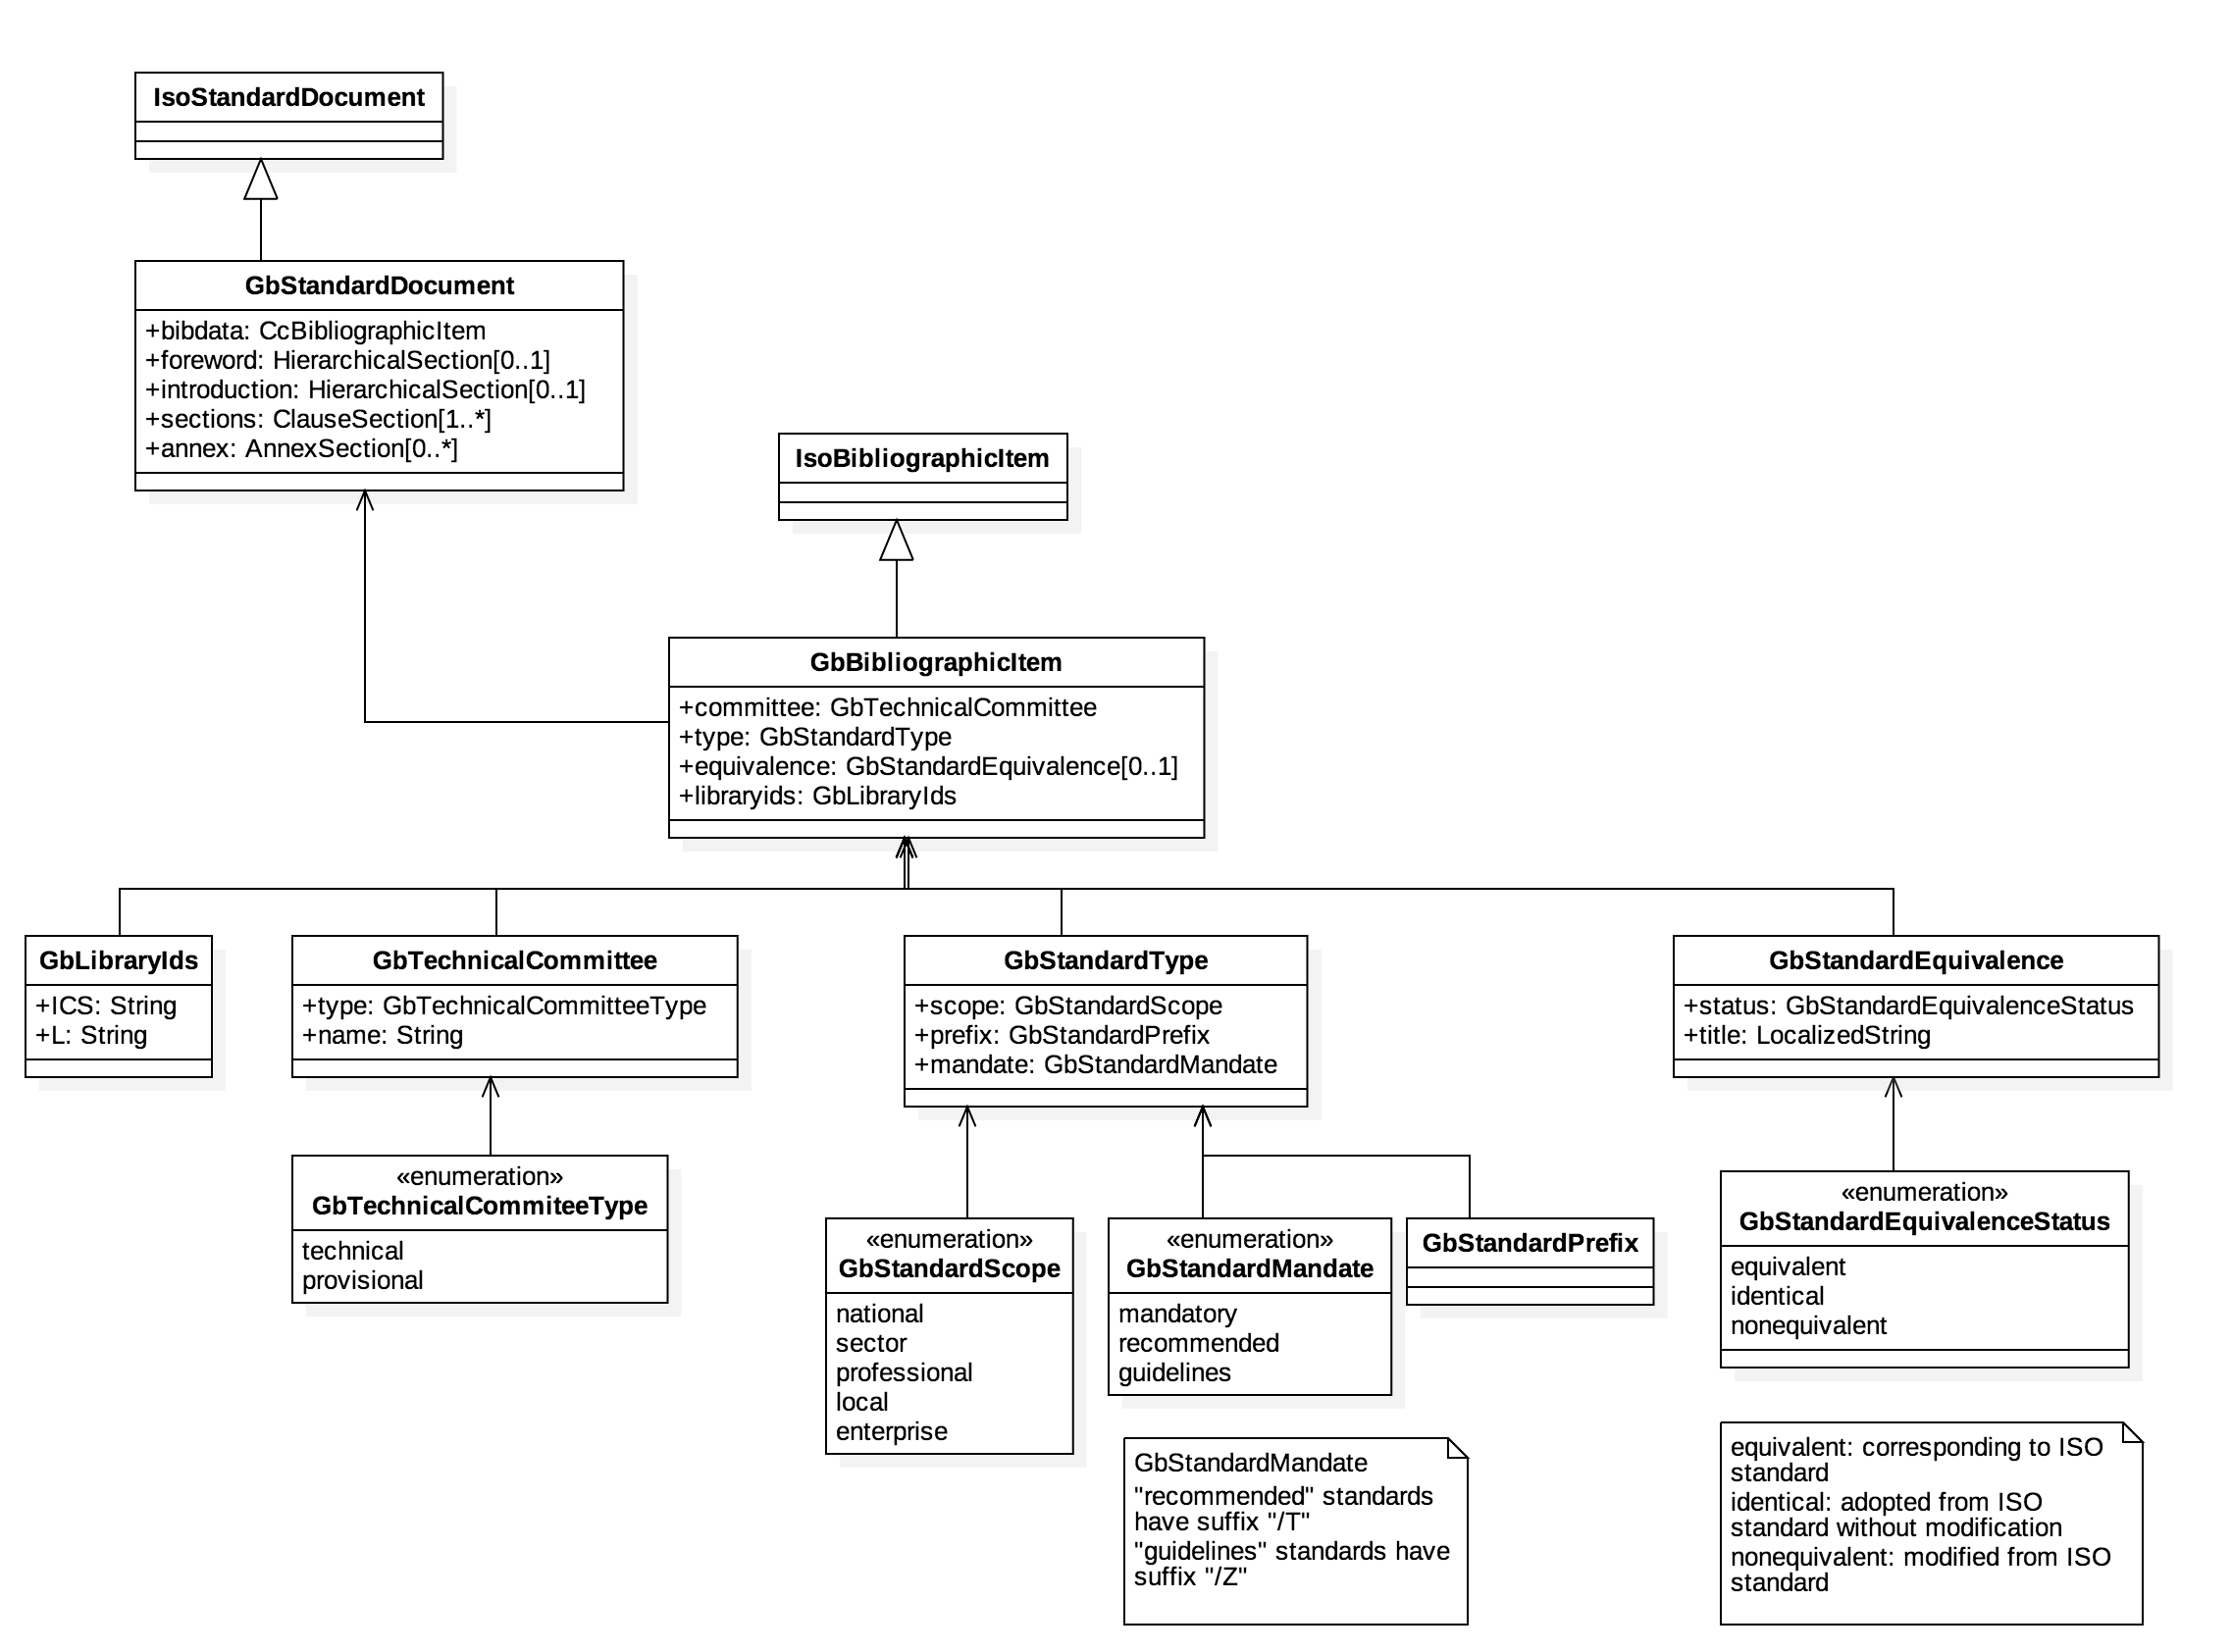 IsoStandardDocument
GbStandardDocument
+bibdata: CcBibliographicItem
+foreword: HierarchicalSection[0..1]
+introduction: HierarchicalSection[0..1]
+sections: ClauseSection[1..*]
+annex: AnnexSection[0..*]
IsoBibliographicItem
GbBibliographicItem
+committee: GbTechnicalCommittee
+type: GbStandardType
+equivalence: GbStandardEquivalence[0..1]
+libraryids: GbLibraryIds
GbLibraryIds
+ICS: String
+L: String
GbTechnicalCommittee
+type: GbTechnicalCommitteeType
+name: String
GbStandardType
+scope: GbStandardScope
+prefix: GbStandardPrefix
+mandate: GbStandardMandate
GbStandardEquivalence
+status: GbStandardEquivalenceStatus
+title: LocalizedString
«enumeration»
GbTechnicalCommiteeType
technical
provisional
«enumeration»
GbStandardScope
national
sector
professional
local
enterprise
«enumeration»
GbStandardMandate
mandatory
recommended
guidelines
GbStandardPrefix
«enumeration»
GbStandardEquivalenceStatus
equivalent
identical
nonequivalent
GbStandardMandate
"recommended" standards
have suffix "/T"
"guidelines" standards have
suffix "/Z"
equivalent: corresponding to ISO
standard
identical: adopted from ISO
standard without modification
nonequivalent: modified from ISO
standard